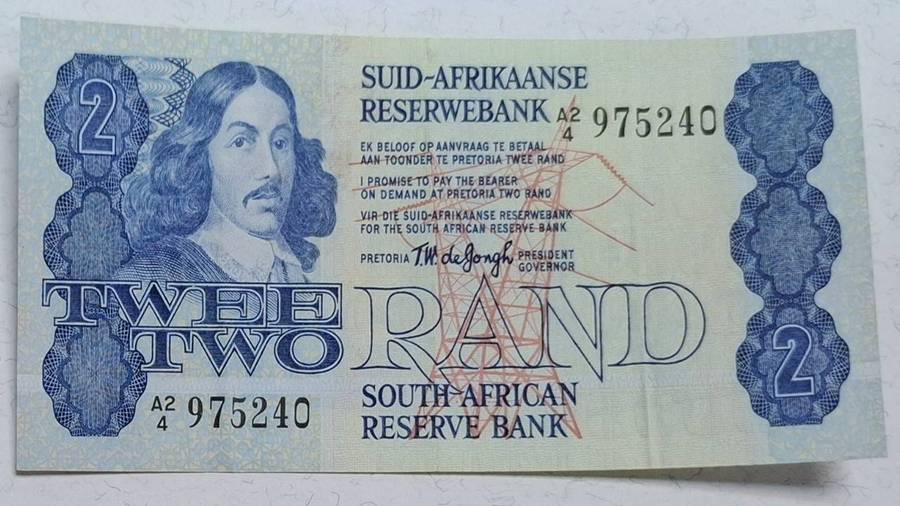 2
SUID-AFRIKAANSE
RESERWEBANK A2/4 975240
EK BELOOF OP AANVRAAG TE BETAAL
AAN TOONDER TE PRETORIA TWEE RAND
I PROMISE TO PAY THE BEARER
ON DEMAND AT PRETORIA TWO RAND
VIR DIE SUID-AFRIKAANSE RESERWEBANK
FOR THE SOUTH AFRICAN RESERVE BANK
PRETORIA T.W. de Jongh PRESIDENT
GOVERNOR
TWEE
TWO
RAND
2
A2/4 975240
SOUTH-AFRICAN
RESERVE BANK